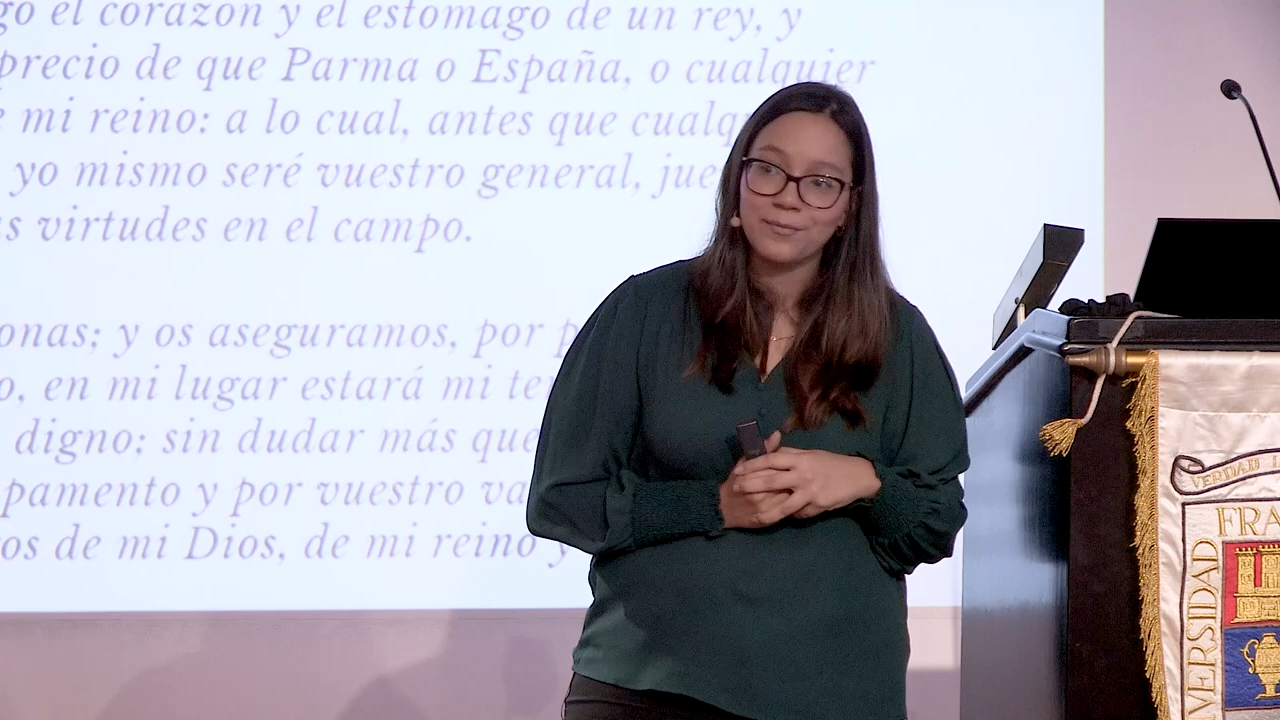 go el corazón y el estómago de un rey, y
precio de que Parma o España, o cualquier
mi reino: a lo cual, antes que cualq
yo mismo seré vuestro general, jue
s virtudes en el campo.
onas; y os aseguramos, por p
o, en mi lugar estará mi te
digno; sin dudar más que
pamento y por vuestro va
os de mi Dios, de mi reino y
VERDAD
FRA
VERSIDAD